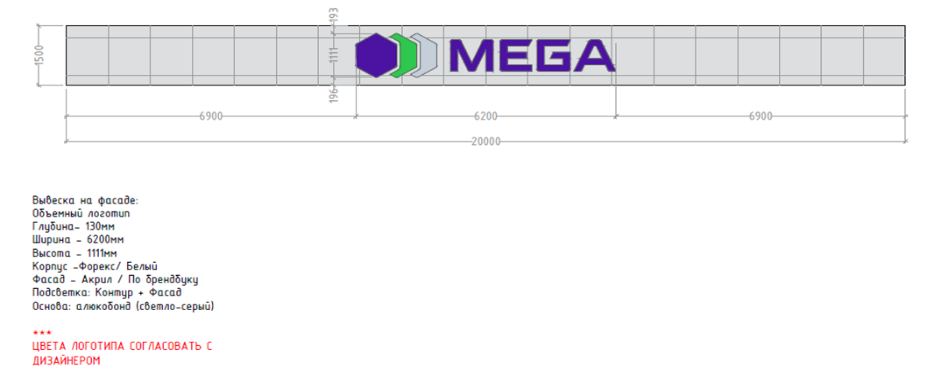 193
1500
1111
MEGA
196
6900
6200
6900
20000
Вывеска на фасаде:
Объемный логотип
Глубина- 130мм
Ширина - 6200мм
Высота - 1111мм
Корпус -Форекс/ Белый
Фасад - Акрил / По брендбуку
Подсветка: Контур + Фасад
Основа: алюкобонд (светло-серый)
***
ЦВЕТА ЛОГОТИПА СОГЛАСОВАТЬ С
ДИЗАЙНЕРОМ